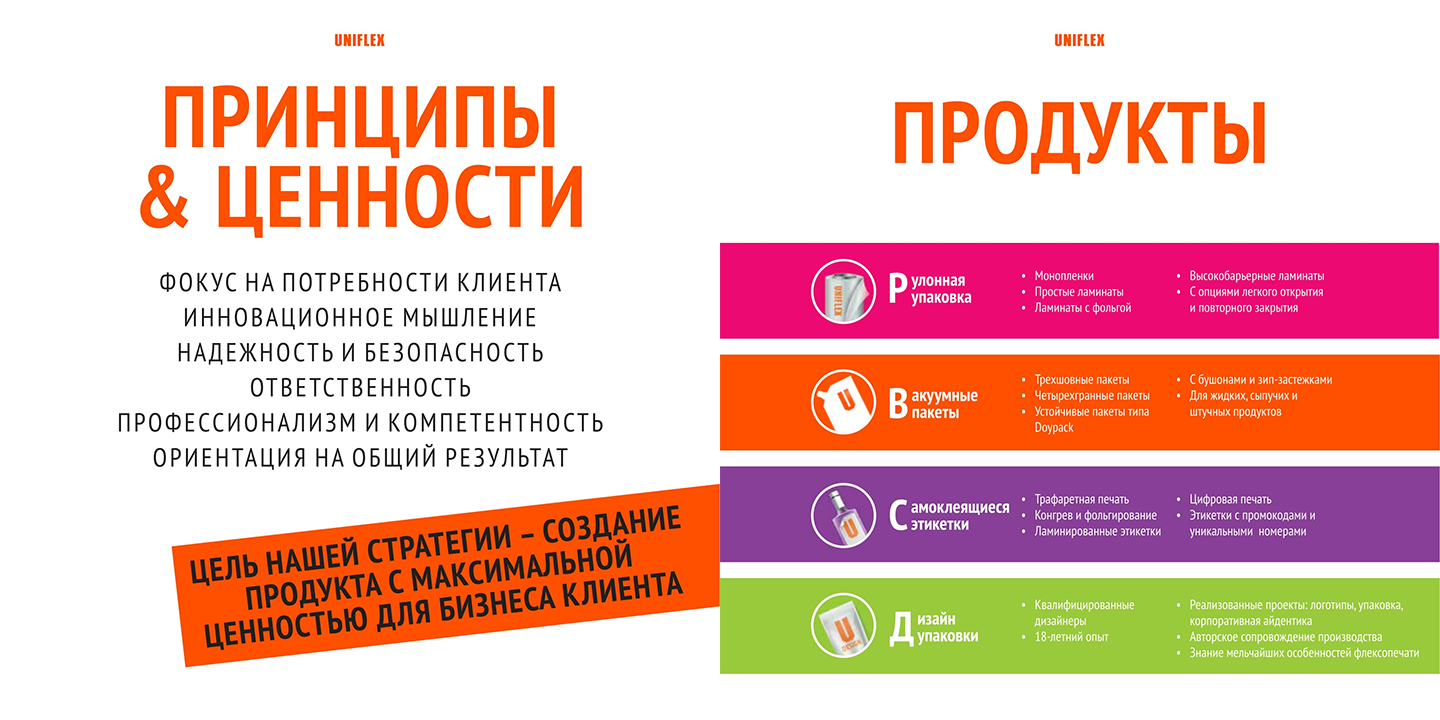 UNIFLEX
ПРИНЦИПЫ
& ЦЕННОСТИ
ФОКУС НА ПОТРЕБНОСТИ КЛИЕНТА
ИННОВАЦИОННОЕ МЫШЛЕНИЕ
НАДЕЖНОСТЬ И БЕЗОПАСНОСТЬ
ОТВЕТСТВЕННОСТЬ
ПРОФЕССИОНАЛИЗМ И КОМПЕТЕНТНОСТЬ
ОРИЕНТАЦИЯ НА ОБЩИЙ РЕЗУЛЬТАТ
ЦЕЛЬ НАШЕЙ СТРАТЕГИИ – СОЗДАНИЕ
ПРОДУКТА С МАКСИМАЛЬНОЙ
ЦЕННОСТЬЮ ДЛЯ БИЗНЕСА КЛИЕНТА
UNIFLEX
ПРОДУКТЫ
UNIFLEX
Рулонная
упаковка
• Монопленки
• Простые ламинаты
• Ламинаты с фольгой
• Высокобарьерные ламинаты
• С опциями легкого открытия
и повторного закрытия
U
Вакуумные
пакеты
• Трехшовные пакеты
• Четырехгранные пакеты
• Устойчивые пакеты типа
Doypack
• С бушонами и зип-застежками
• Для жидких, сыпучих и
штучных продуктов
U
Самоклеящиеся
этикетки
• Трафаретная печать
• Конгрев и фольгирование
• Ламинированные этикетки
• Цифровая печать
• Этикетки с промокодами и
уникальными номерами
U
DESIGN
Дизайн
упаковки
• Квалифицированные
дизайнеры
• 18-летний опыт
• Реализованные проекты: логотипы, упаковка,
корпоративная айдентика
• Авторское сопровождение производства
• Знание мельчайших особенностей флексопечати